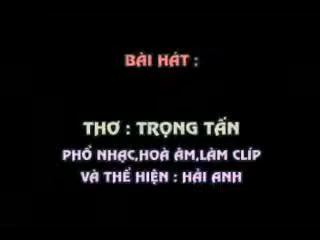 BÀI HÁT :
THƠ : TRỌNG TẤN
PHỔ NHẠC,HOÀ ÂM,LÀM CLÍP
VÀ THỂ HIỆN : HẢI ANH